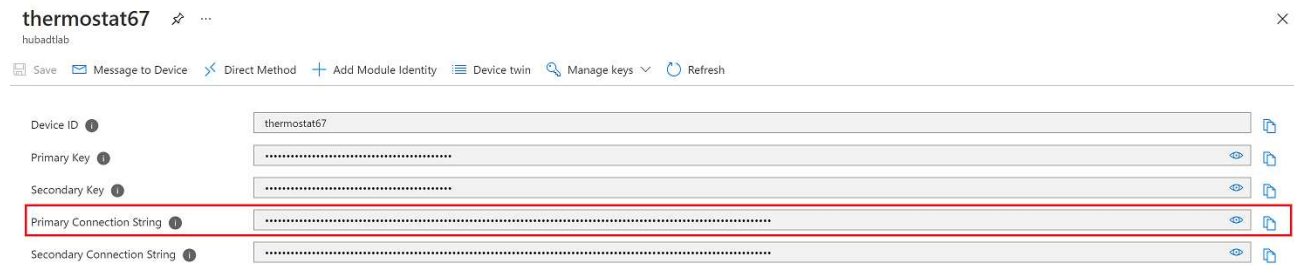 thermostat67
hubadtlab
Save Message to Device Direct Method Add Module Identity Device twin Manage keys Refresh
Device ID thermostat67
Primary Key ••••••••••••••••••••••••••••••••••••••••••••
Secondary Key ••••••••••••••••••••••••••••••••••••••••••••
Primary Connection String
Secondary Connection String